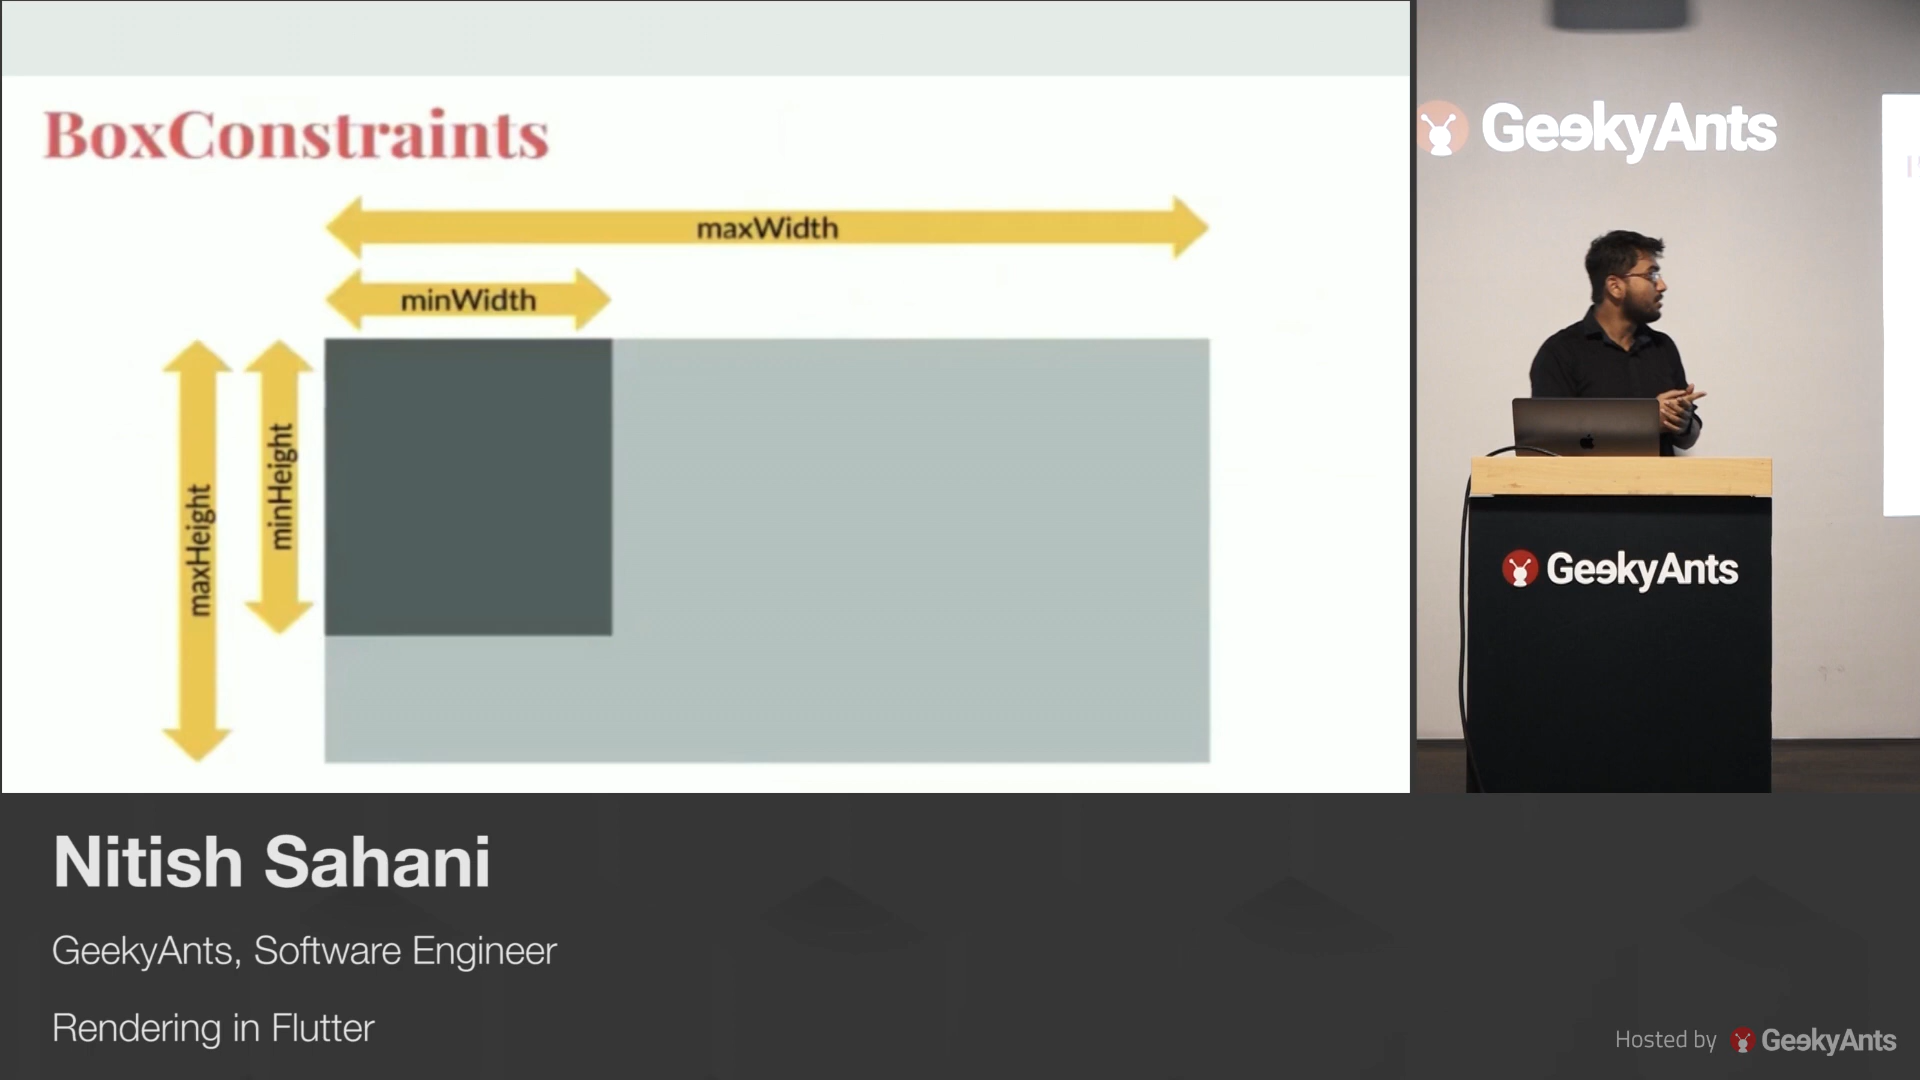 BoxConstraints
maxWidth
minWidth
maxHeight
minHeight
GeekyAnts
GeekyAnts
Nitish Sahani
GeekyAnts, Software Engineer
Rendering in Flutter
Hosted by GeekyAnts